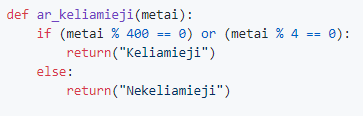 def ar_keliamieji(metai):
    if (metai % 400 == 0) or (metai % 4 == 0):
        return("Keliamieji")
    else:
        return("Nekeliamieji")